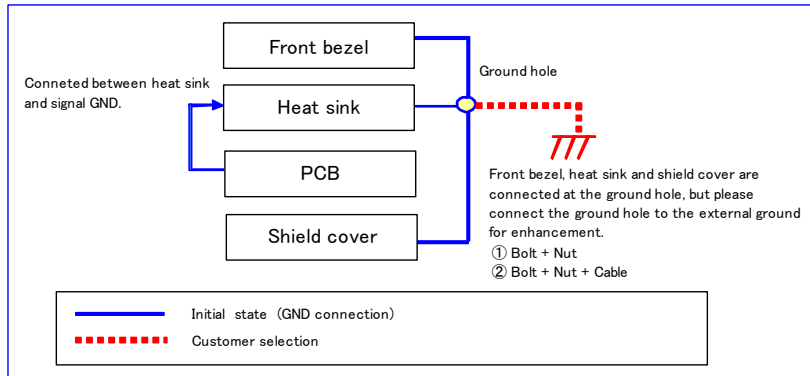 Front bezel
Ground hole
Conneted between heat sink
and signal GND.
Heat sink
PCB
Front bezel, heat sink and shield cover are
connected at the ground hole, but please
connect the ground hole to the external ground
for enhancement.
① Bolt + Nut
② Bolt + Nut + Cable
Shield cover
Initial state (GND connection)
Customer selection